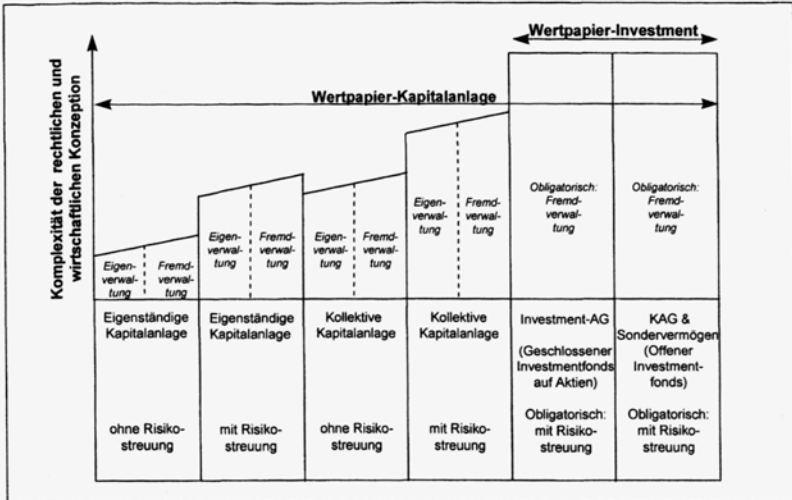 Wertpapier-Investment
Wertpapier-Kapitalanlage
Komplexität der rechtlichen und
wirtschaftlichen Konzeption
Eigen-
verwal-
tung
Fremd-
verwal-
tung
Eigen-
verwal-
tung
Fremd-
verwal-
tung
Eigen-
verwal-
tung
Fremd-
verwal-
tung
Eigen-
verwal-
tung
Fremd-
verwal-
tung
Obligatorisch:
Fremd-
verwal-
tung
Obligatorisch:
Fremd-
verwal-
tung
Eigenständige
Kapitalanlage
ohne Risiko-
streuung
Eigenständige
Kapitalanlage
mit Risiko-
streuung
Kollektive
Kapitalanlage
ohne Risiko-
streuung
Kollektive
Kapitalanlage
mit Risiko-
streuung
Investment-AG
(Geschlossener
Investmentfonds
auf Aktien)
Obligatorisch:
mit Risiko-
streuung
KAG &
Sondervermögen
(Offener
Investment-
fonds)
Obligatorisch:
mit Risiko-
streuung